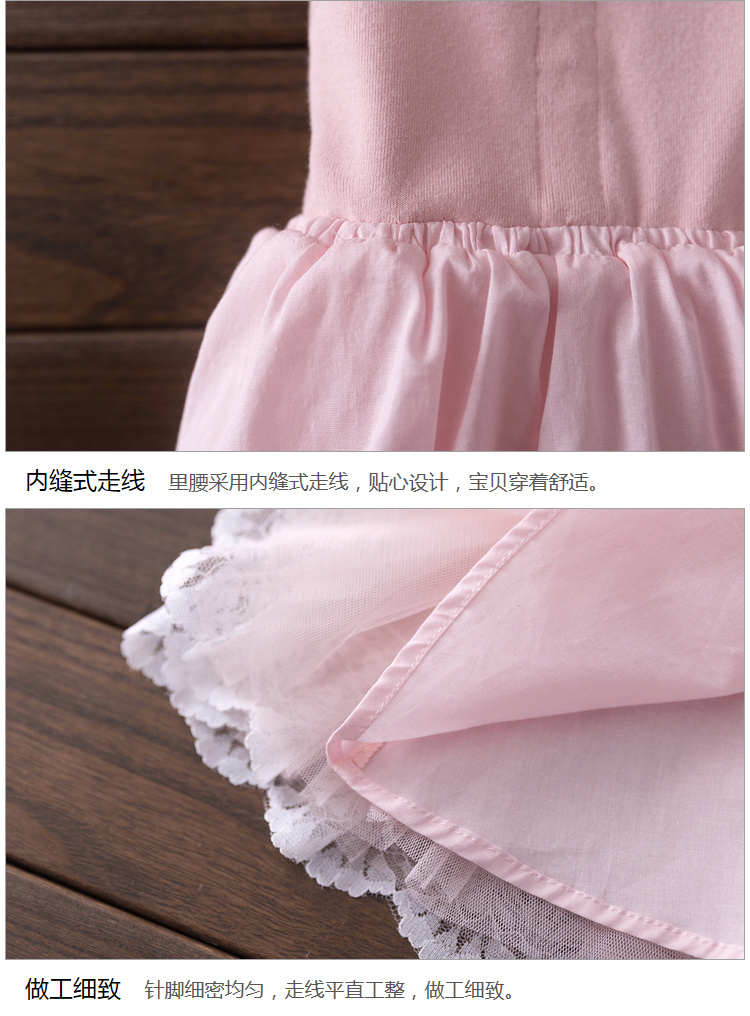 内缝式走线 里腰采用内缝式走线，贴心设计，宝贝穿着舒适。
做工细致 针脚细密均匀，走线平直工整，做工细致。